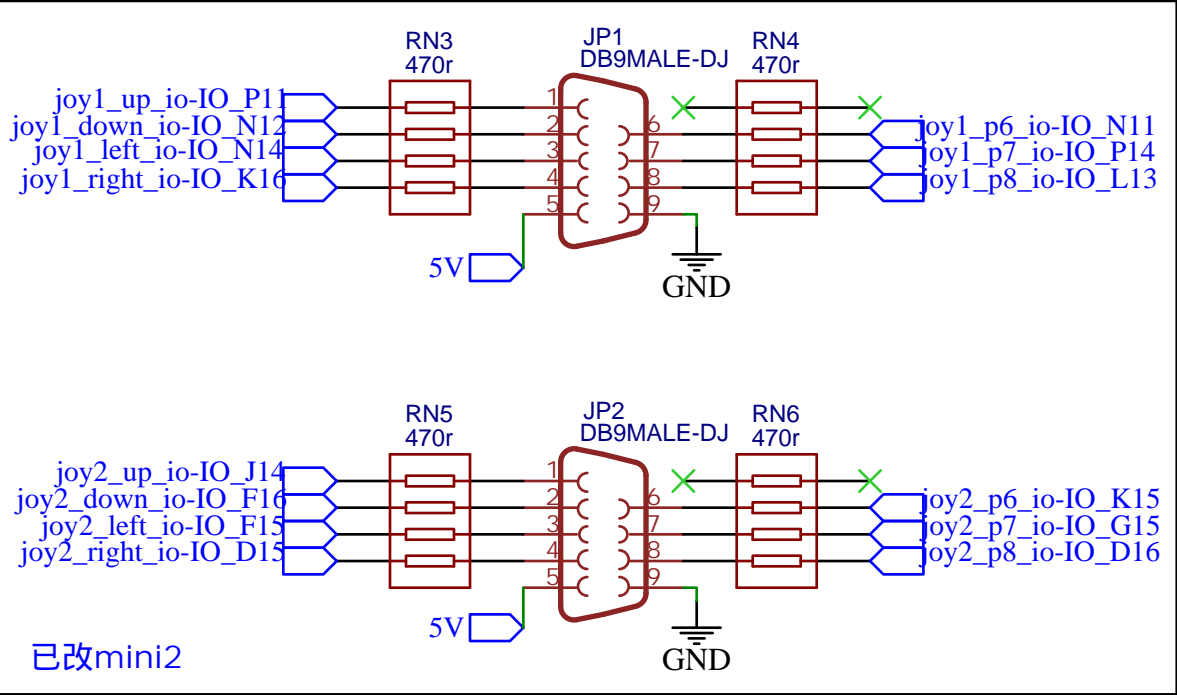 RN3
470r
JP1
DB9MALE-DJ
RN4
470r
joy1_up_io-IO_P11
joy1_down_io-IO_N12
joy1_left_io-IO_N14
joy1_right_io-IO_K16
1
2
3
4
5
6
7
8
9
joy1_p6_io-IO_N11
joy1_p7_io-IO_P14
joy1_p8_io-IO_L13
5V
GND
RN5
470r
JP2
DB9MALE-DJ
RN6
470r
joy2_up_io-IO_J14
joy2_down_io-IO_F16
joy2_left_io-IO_F15
joy2_right_io-IO_D15
1
2
3
4
5
6
7
8
9
joy2_p6_io-IO_K15
joy2_p7_io-IO_G15
joy2_p8_io-IO_D16
5V
GND
已改mini2